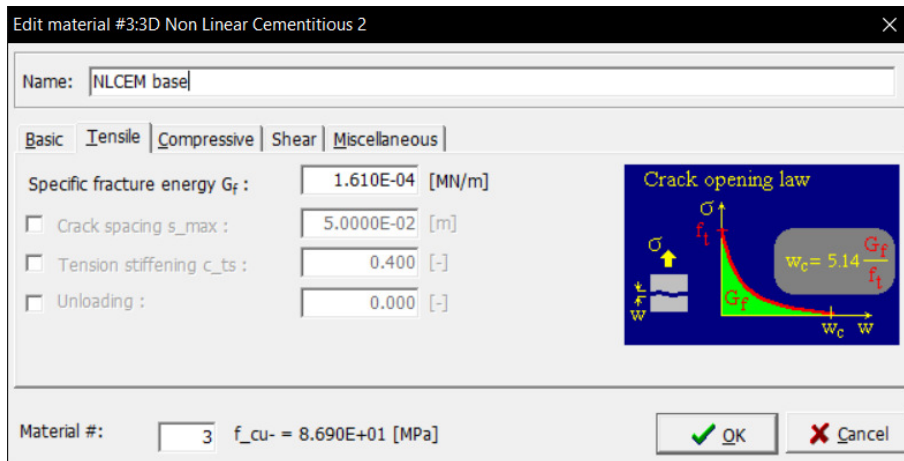 Edit material #3:3D Non Linear Cementitious 2
Name: NLCEM base
Basic Tensile Compressive Shear Miscellaneous
Specific fracture energy Gf : 1.610E-04 [MN/m]
Crack spacing s_max : 5.0000E-02 [m]
Tension stiffening c_ts : 0.400 [-]
Unloading : 0.000 [-]
Crack opening law
σ
ft
σ
wc = 5.14 Gf
ft
Gf
w
wc w
Material #: 3 f_cu- = 8.690E+01 [MPa]
OK Cancel